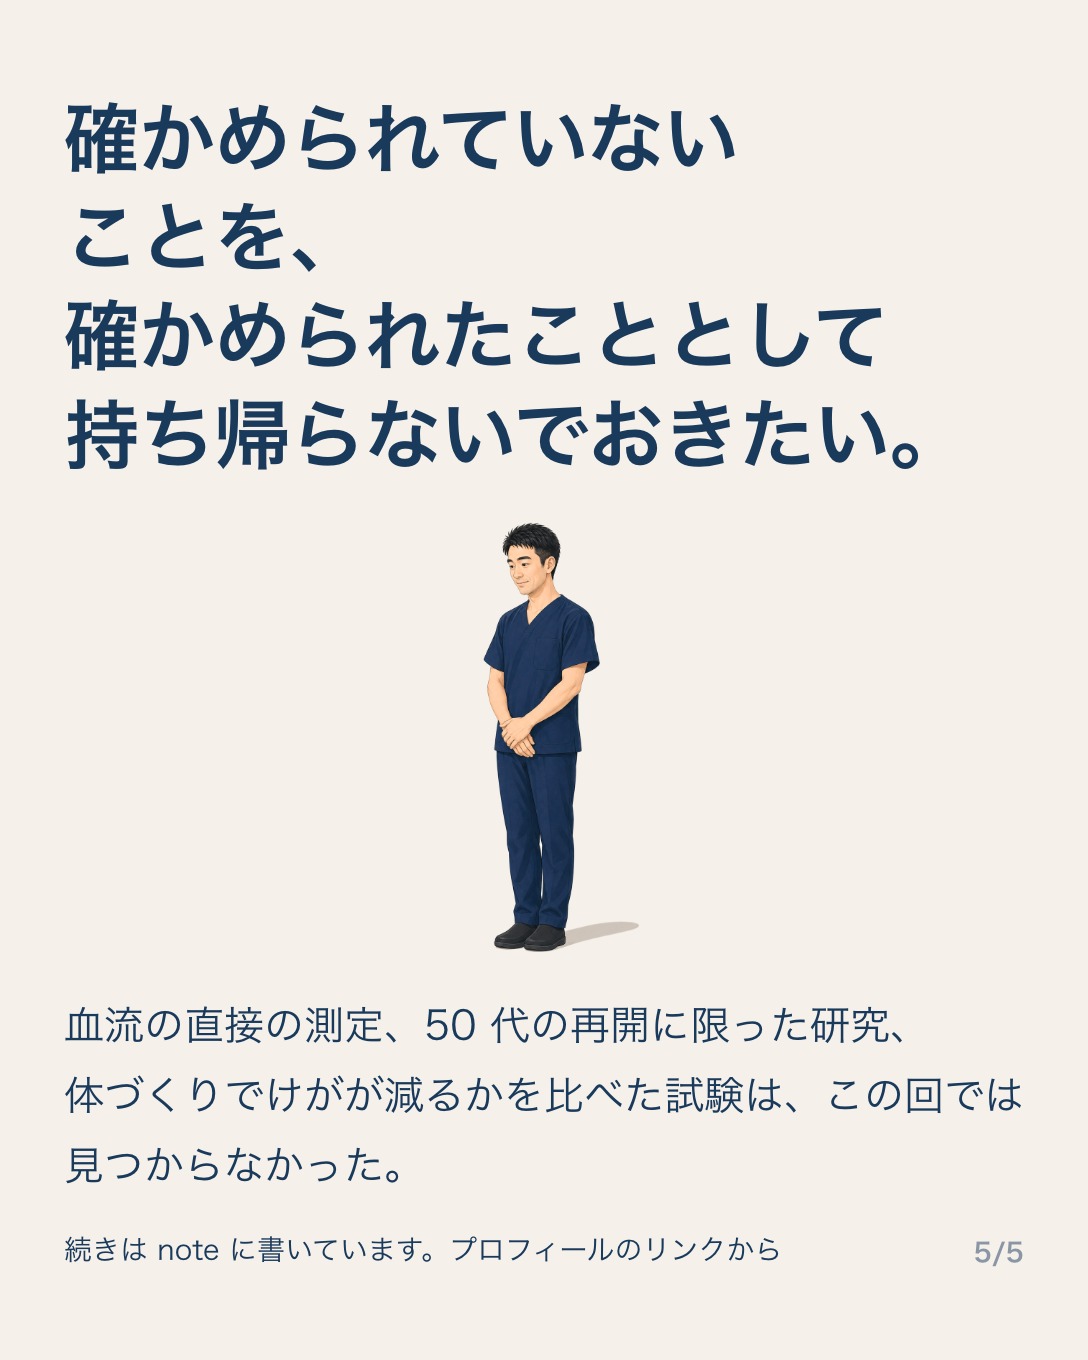 確かめられていない
ことを、
確かめられたこととして
持ち帰らないでおきたい。
血流の直接の測定、50 代の再開に限った研究、
体づくりでけがが減るかを比べた試験は、この回では
見つからなかった。
続きは note に書いています。プロフィールのリンクから
5/5